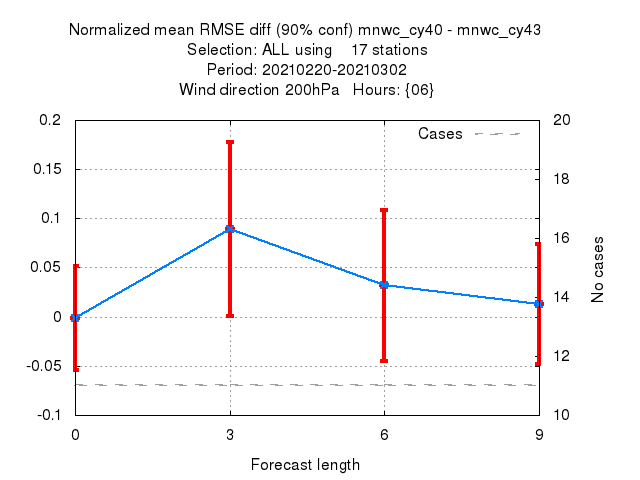 Normalized mean RMSE diff (90% conf) mnwc_cy40 - mnwc_cy43
Selection: ALL using    17 stations
Period: 20210220-20210302
Wind direction 200hPa   Hours: {06}
Cases
0.2
0.15
0.1
0.05
0
-0.05
-0.1
20
18
16
14
12
10
No cases
0
3
6
9
Forecast length